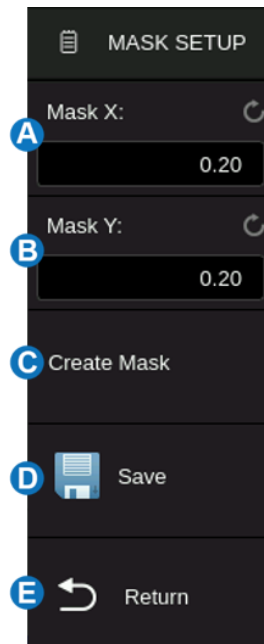 MASK SETUP
Mask X:
A
0.20
Mask Y:
B
0.20
C Create Mask
D Save
E Return